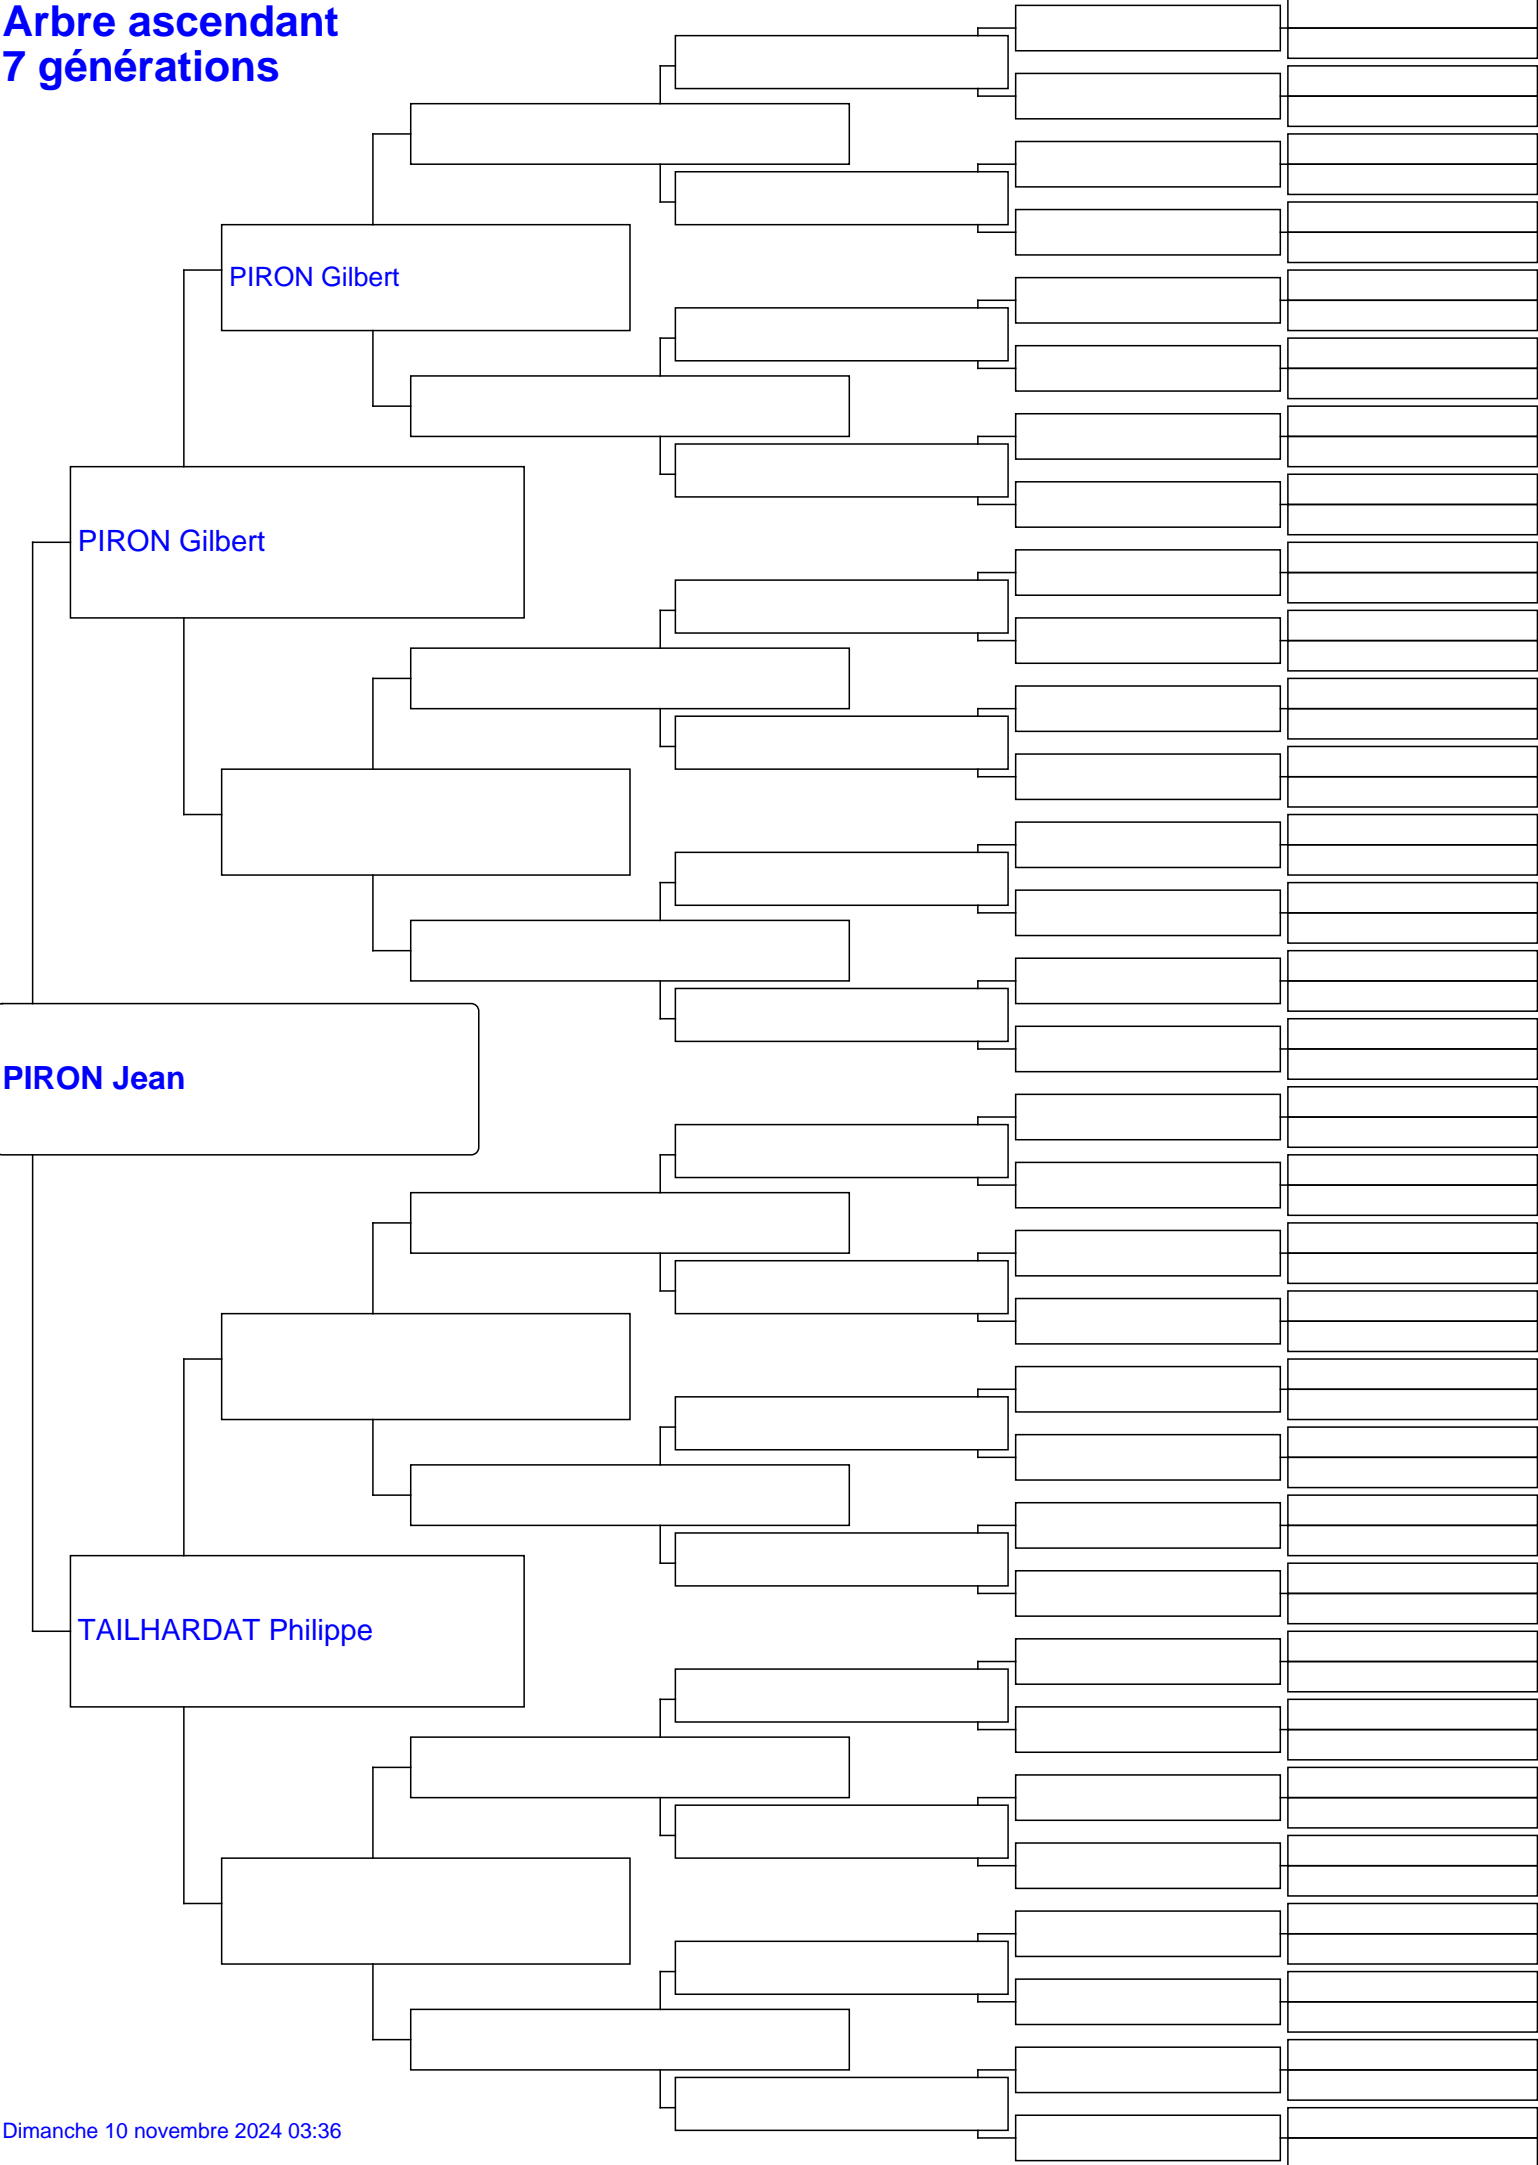 Arbre ascendant
7 générations
PIRON Gilbert
PIRON Gilbert
PIRON Jean
TAILHARDAT Philippe
Dimanche 10 novembre 2024 03:36